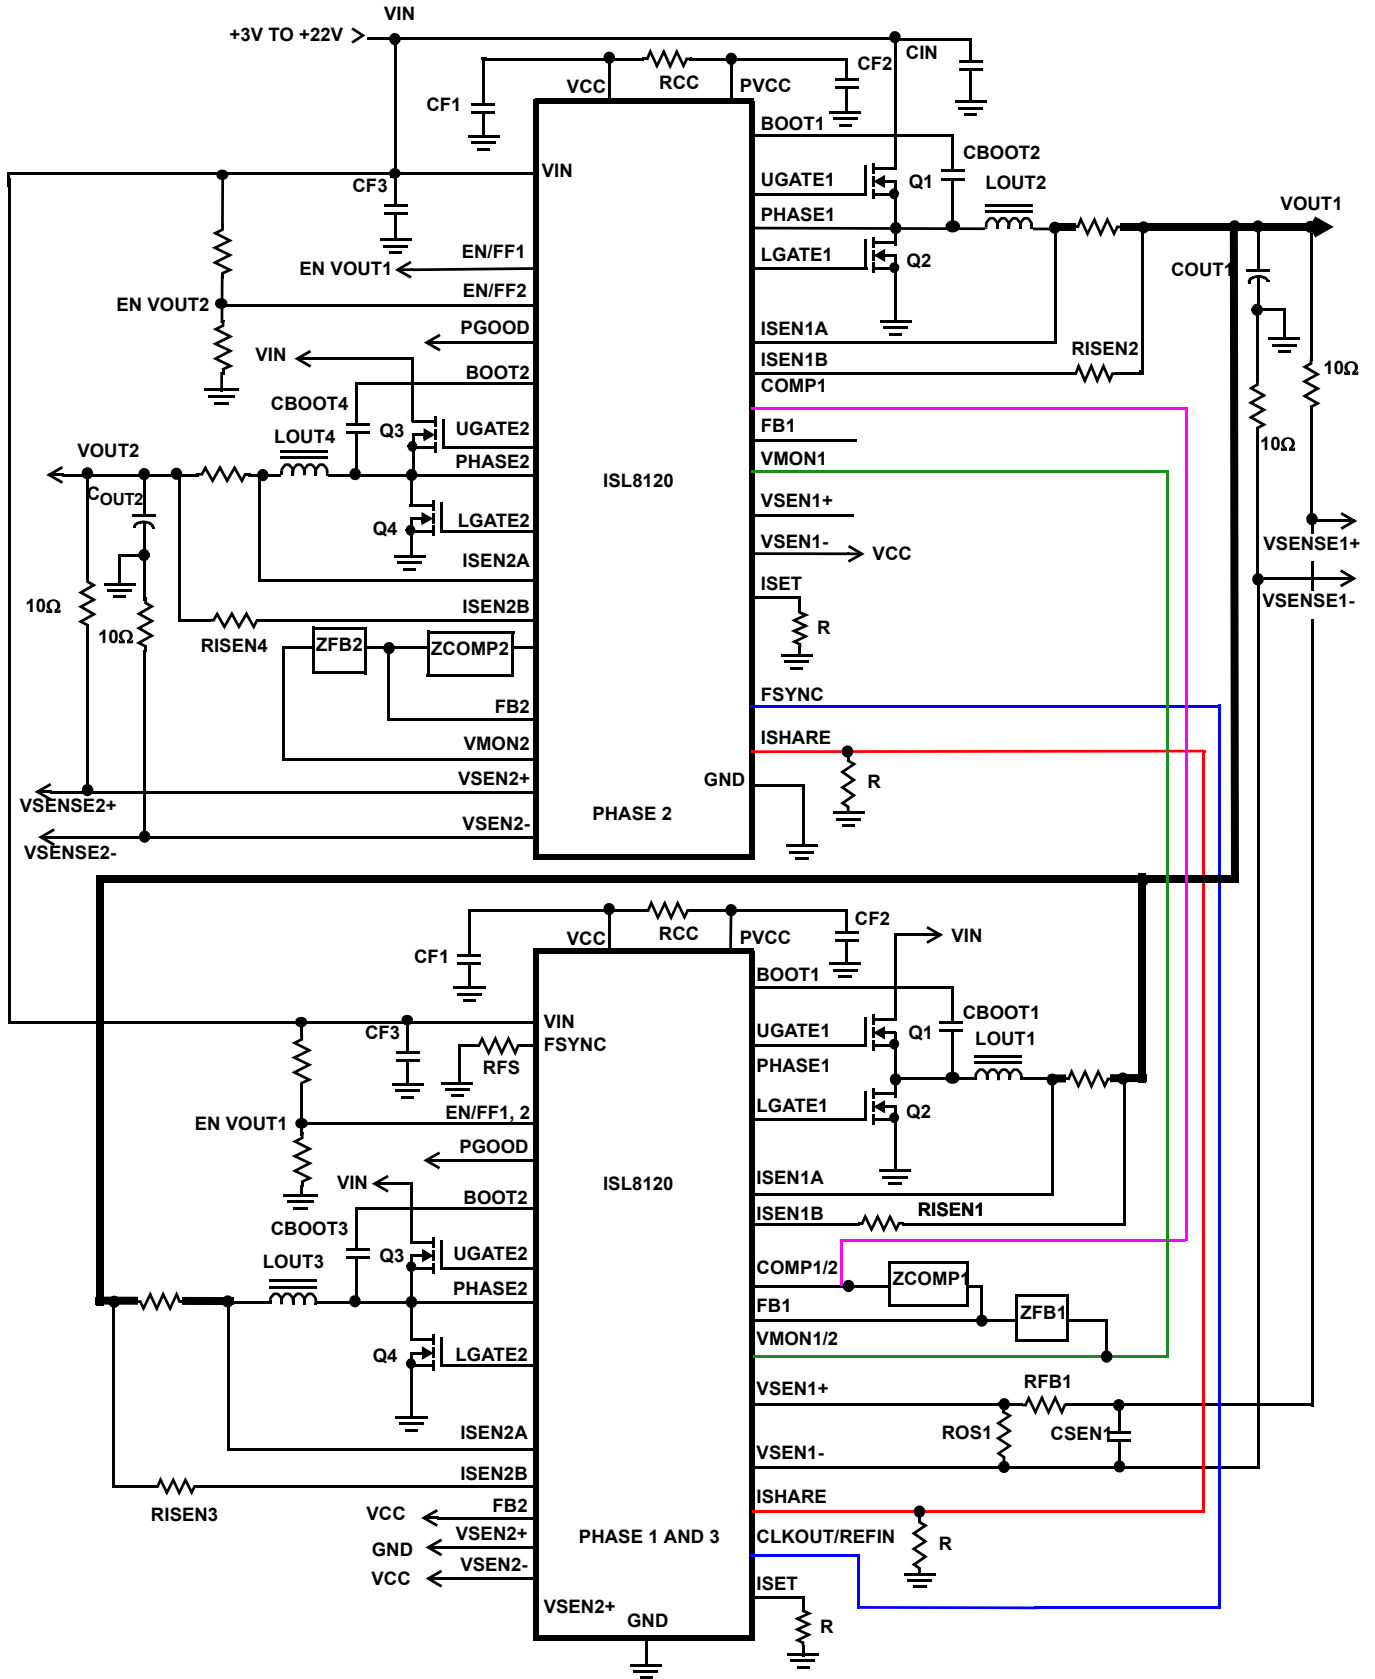 VIN
+3V TO +22V
CIN
CF2
VCC
RCC
PVCC
CF1
BOOT1
CBOOT2
VIN
CF3
UGATE1
Q1
LOUT2
VOUT1
PHASE1
EN/FF1
EN VOUT1
LGATE1
Q2
COUT1
EN/FF2
EN VOUT2
PGOOD
ISEN1A
VIN
ISEN1B
RISEN2
10Ω
BOOT2
COMP1
CBOOT4
Q3
UGATE2
FB1
LOUT4
10Ω
VOUT2
PHASE2
VMON1
ISL8120
COUT2
VSEN1+
Q4
LGATE2
VSENSE1+
VSEN1-
VCC
ISEN2A
ISET
VSENSE1-
10Ω
ISEN2B
R
10Ω
RISEN4
ZFB2
ZCOMP2
FSYNC
FB2
ISHARE
VMON2
GND
R
VSEN2+
VSENSE2+
PHASE 2
VSEN2-
VSENSE2-
CF2
VCC
RCC
PVCC
VIN
CF1
BOOT1
CBOOT1
VIN
CF3
FSYNC
UGATE1
Q1
LOUT1
RFS
PHASE1
EN/FF1, 2
LGATE1
Q2
EN VOUT1
PGOOD
ISEN1A
VIN
ISL8120
BOOT2
ISEN1B
RISEN1
CBOOT3
Q3
UGATE2
LOUT3
COMP1/2
ZCOMP1
PHASE2
FB1
ZFB1
VMON1/2
Q4
LGATE2
VSEN1+
RFB1
ISEN2A
ROS1
CSEN1
VSEN1-
ISEN2B
ISHARE
RISEN3
FB2
VCC
VSEN2+
PHASE 1 AND 3
CLKOUT/REFIN
R
GND
VSEN2-
VCC
ISET
VSEN2+
GND
R